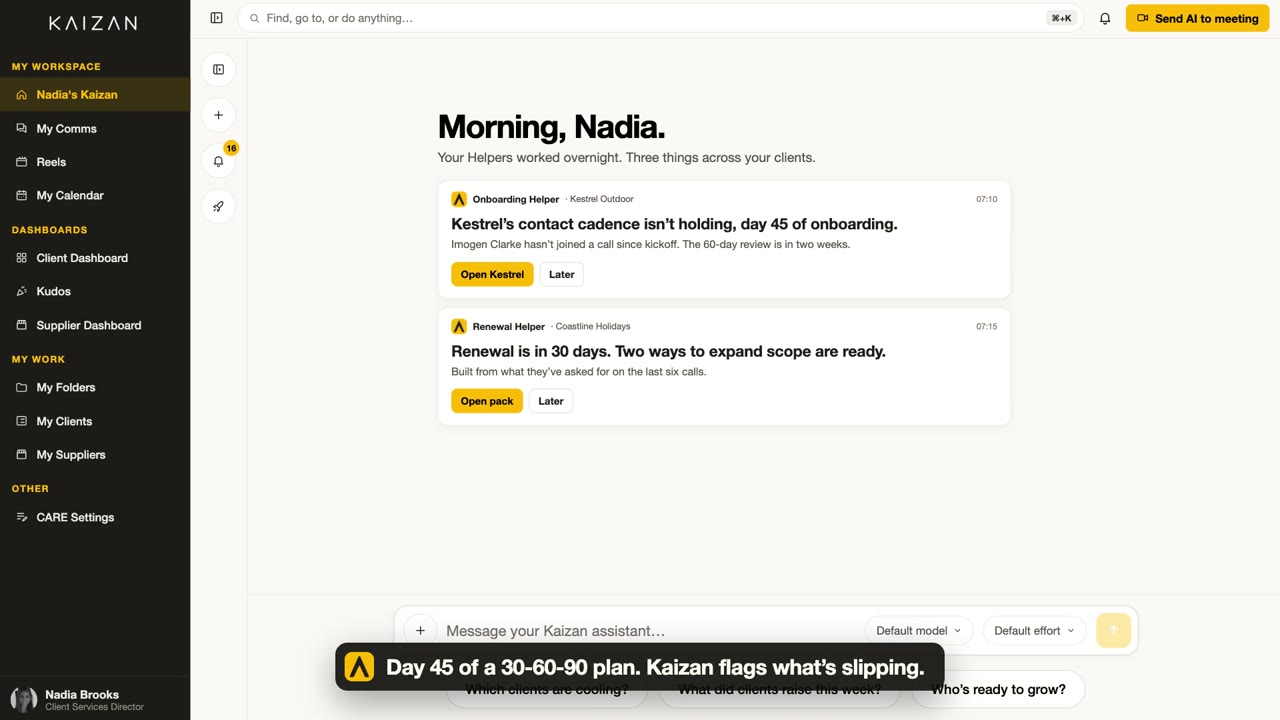 KAIZAN
MY WORKSPACE
Nadia's Kaizan
My Comms
Reels
My Calendar
DASHBOARDS
Client Dashboard
Kudos
Supplier Dashboard
MY WORK
My Folders
My Clients
My Suppliers
OTHER
CARE Settings
Nadia Brooks
Client Services Director
Find, go to, or do anything…
⌘+K
Send AI to meeting
16
Morning, Nadia.
Your Helpers worked overnight. Three things across your clients.
Onboarding Helper · Kestrel Outdoor 07:10
Kestrel’s contact cadence isn’t holding, day 45 of onboarding.
Imogen Clarke hasn’t joined a call since kickoff. The 60-day review is in two weeks.
Open Kestrel Later
Renewal Helper · Coastline Holidays 07:15
Renewal is in 30 days. Two ways to expand scope are ready.
Built from what they’ve asked for on the last six calls.
Open pack Later
Message your Kaizan assistant…
Default model Default effort
Day 45 of a 30-60-90 plan. Kaizan flags what’s slipping.
Which clients are cooling? What did clients raise this week? Who’s ready to grow?